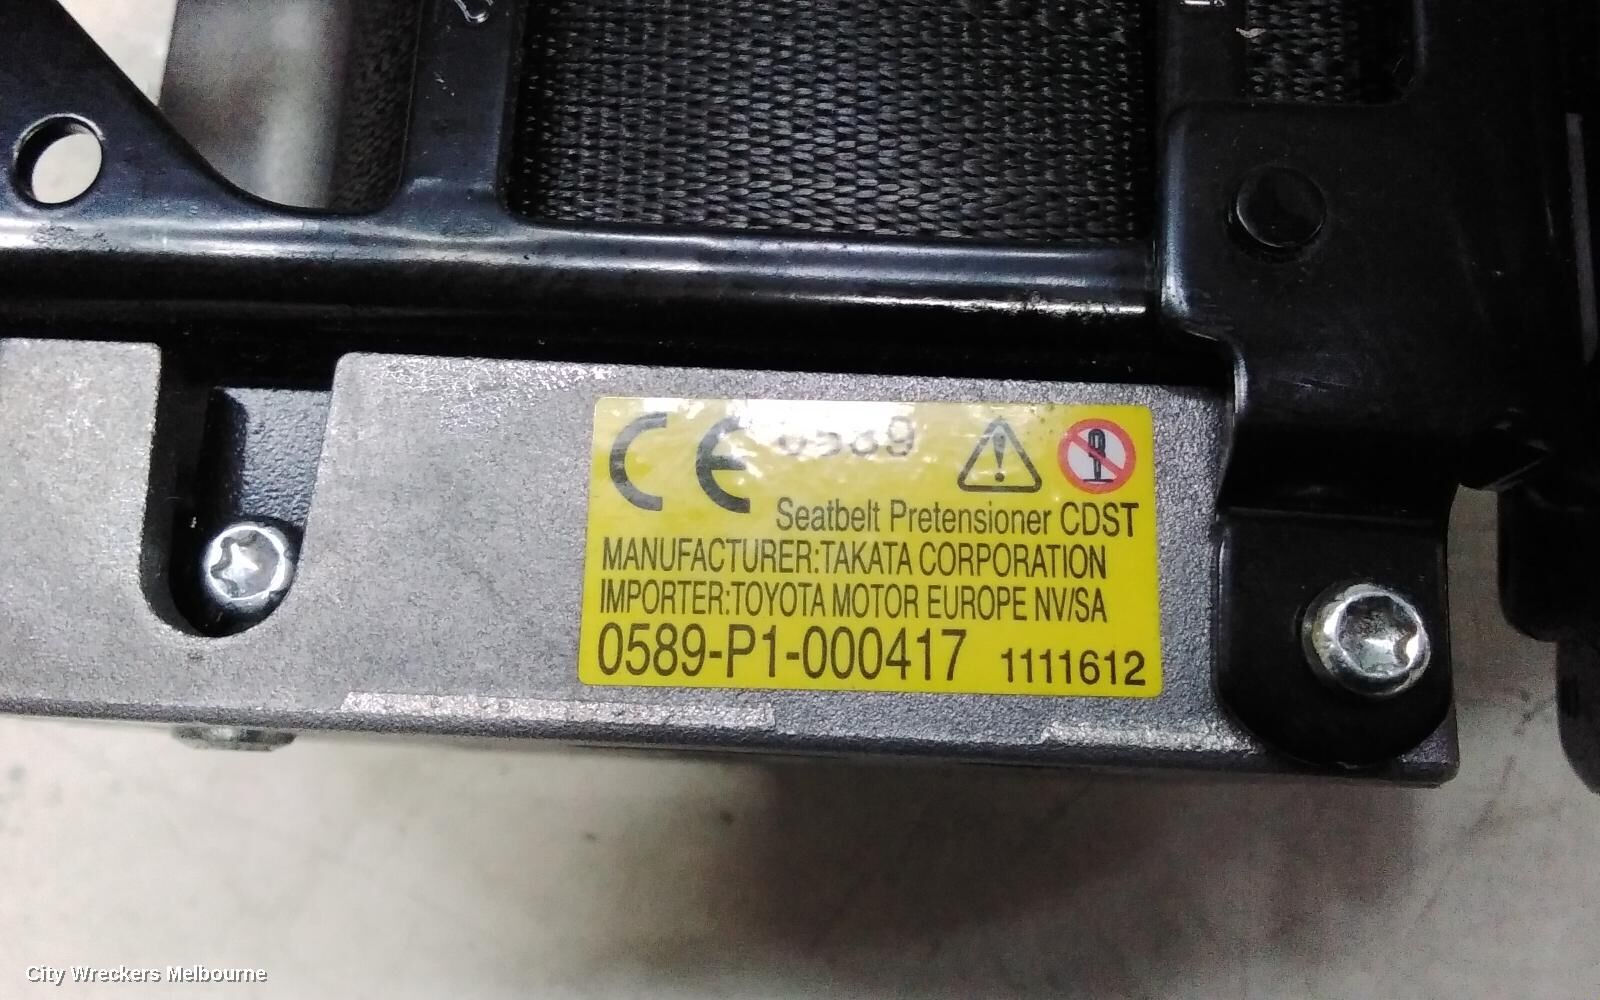 CE 0589
Seatbelt Pretensioner CDST
MANUFACTURER:TAKATA CORPORATION
IMPORTER:TOYOTA MOTOR EUROPE NV/SA
0589-P1-000417 1111612
City Wreckers Melbourne